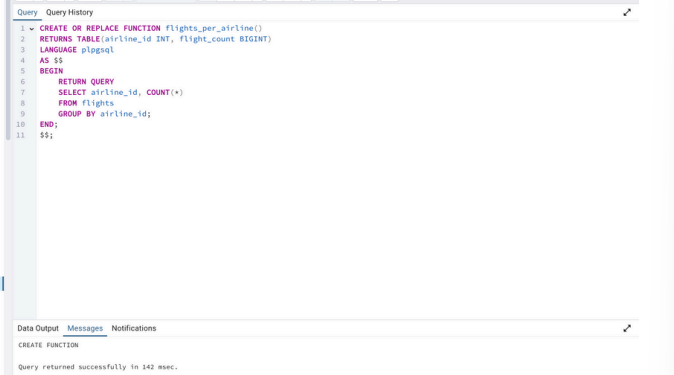 Query Query History
1 CREATE OR REPLACE FUNCTION flights_per_airline()
2 RETURNS TABLE(airline_id INT, flight_count BIGINT)
3 LANGUAGE plpgsql
4 AS $$
5 BEGIN
6 RETURN QUERY
7 SELECT airline_id, COUNT(*)
8 FROM flights
9 GROUP BY airline_id;
10 END;
11 $$;
Data Output Messages Notifications
CREATE FUNCTION
Query returned successfully in 142 msec.